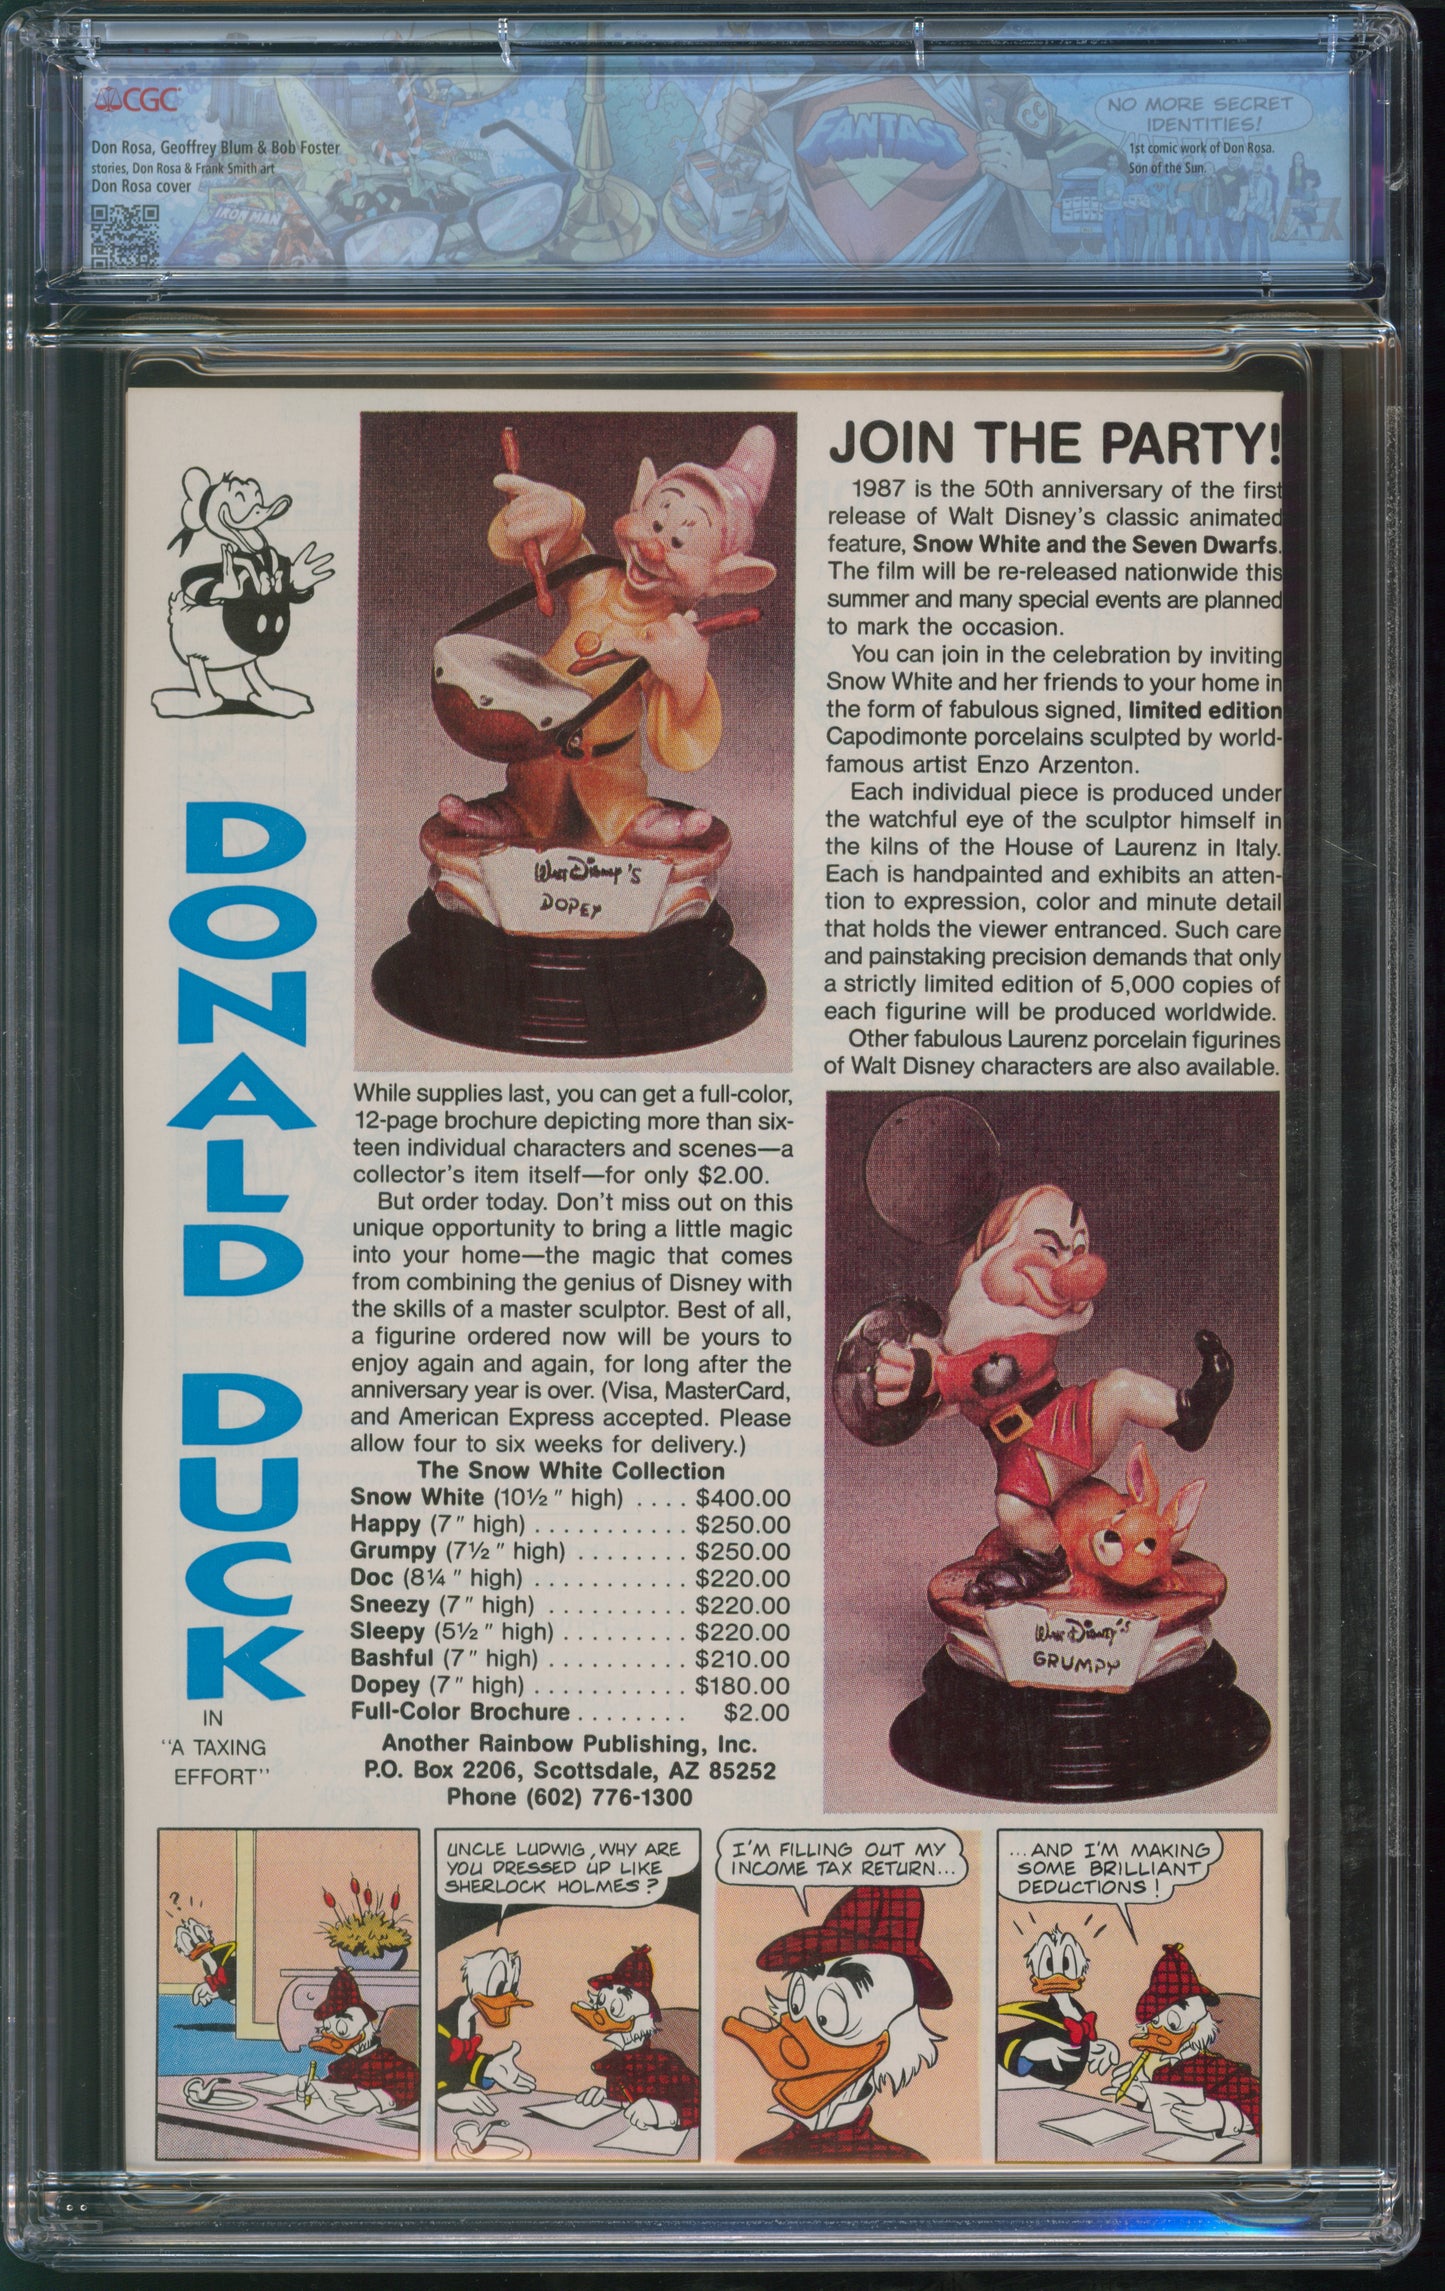 CGC
Don Rosa, Geoffrey Blum & Bob Foster
stories, Don Rosa & Frank Smith art
Don Rosa cover
IRON MAN
FANTAST
NO MORE SECRET
IDENTITIES!
1st comic work of Don Rosa.
Son of the Sun.
DONALD
DUCK
IN
"A TAXING
EFFORT"
Walt Disney's
DOPEY
While supplies last, you can get a full-color,
12-page brochure depicting more than six-
teen individual characters and scenes—a
collector's item itself—for only $2.00.
But order today. Don't miss out on this
unique opportunity to bring a little magic
into your home—the magic that comes
from combining the genius of Disney with
the skills of a master sculptor. Best of all,
a figurine ordered now will be yours to
enjoy again and again, for long after the
anniversary year is over. (Visa, MasterCard,
and American Express accepted. Please
allow four to six weeks for delivery.)
The Snow White Collection
Snow White (10½" high) .... $400.00
Happy (7" high) ........... $250.00
Grumpy (7½" high) ........ $250.00
Doc (8¼" high) ........... $220.00
Sneezy (7" high) .......... $220.00
Sleepy (5½" high) ......... $220.00
Bashful (7" high) .......... $210.00
Dopey (7" high) ........... $180.00
Full-Color Brochure ........ $2.00
Another Rainbow Publishing, Inc.
P.O. Box 2206, Scottsdale, AZ 85252
Phone (602) 776-1300
JOIN THE PARTY!
1987 is the 50th anniversary of the first
release of Walt Disney's classic animated
feature, Snow White and the Seven Dwarfs.
The film will be re-released nationwide this
summer and many special events are planned
to mark the occasion.
You can join in the celebration by inviting
Snow White and her friends to your home in
the form of fabulous signed, limited edition
Capodimonte porcelains sculpted by world-
famous artist Enzo Arzenton.
Each individual piece is produced under
the watchful eye of the sculptor himself in
the kilns of the House of Laurenz in Italy.
Each is handpainted and exhibits an atten-
tion to expression, color and minute detail
that holds the viewer entranced. Such care
and painstaking precision demands that only
a strictly limited edition of 5,000 copies of
each figurine will be produced worldwide.
Other fabulous Laurenz porcelain figurines
of Walt Disney characters are also available.
Walt Disney's
GRUMPY
?!
UNCLE LUDWIG, WHY ARE
YOU DRESSED UP LIKE
SHERLOCK HOLMES?
I'M FILLING OUT MY
INCOME TAX RETURN...
...AND I'M MAKING
SOME BRILLIANT
DEDUCTIONS!